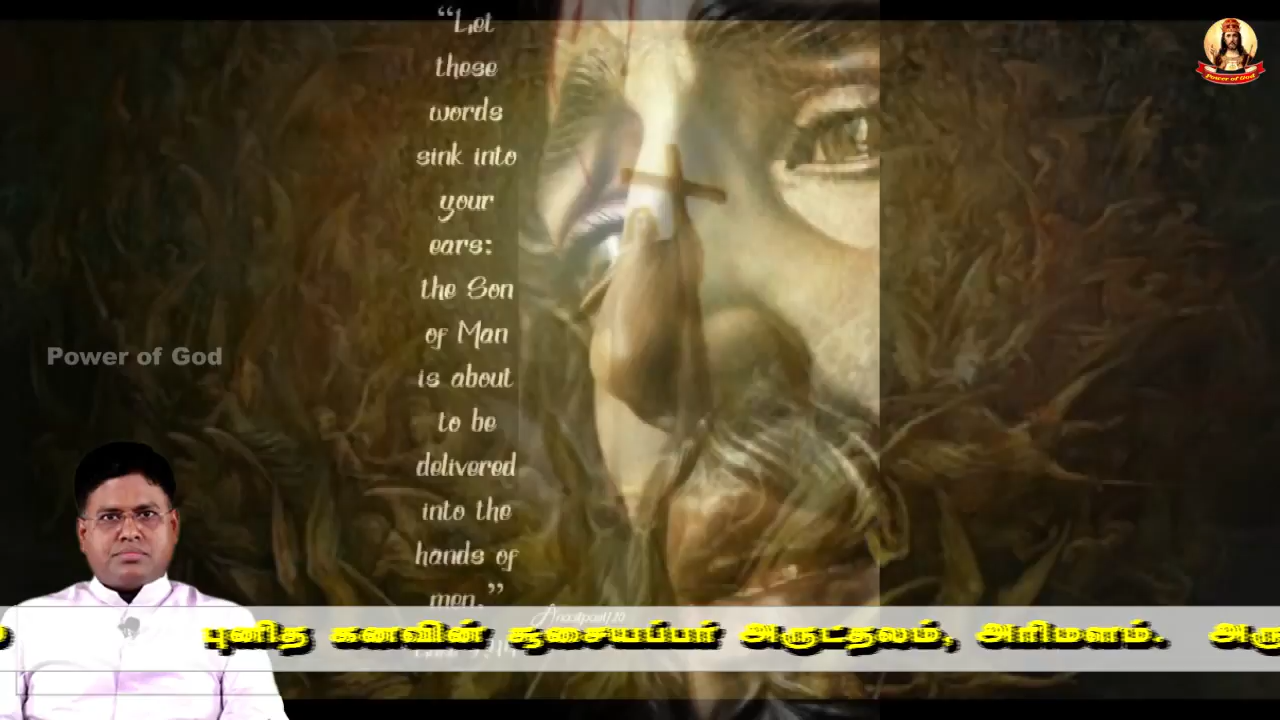 “Let
these
words
sink into
your
ears:
the Son
of Man
is about
to be
delivered
into the
hands of
men.”
Power of God
Power of God
புனித கனவின் சூசையப்பர் அருட்தலம், அரிமளம். அரு